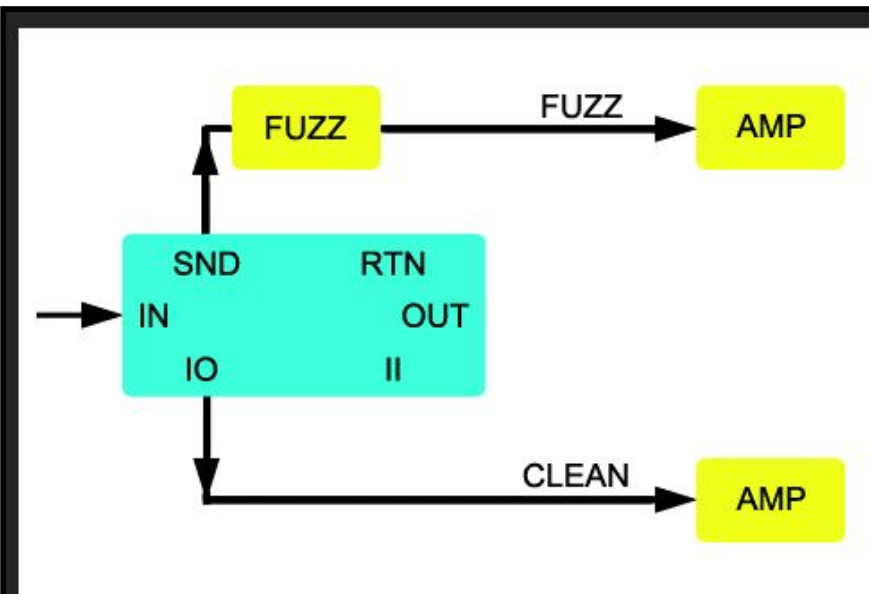 FUZZ
FUZZ
AMP
SND
RTN
IN
OUT
IO
II
CLEAN
AMP